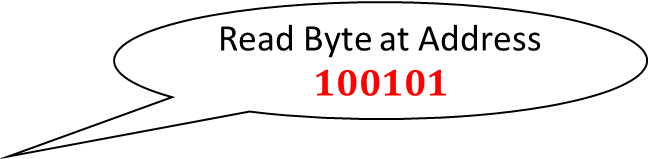 Read Byte at Address
100101